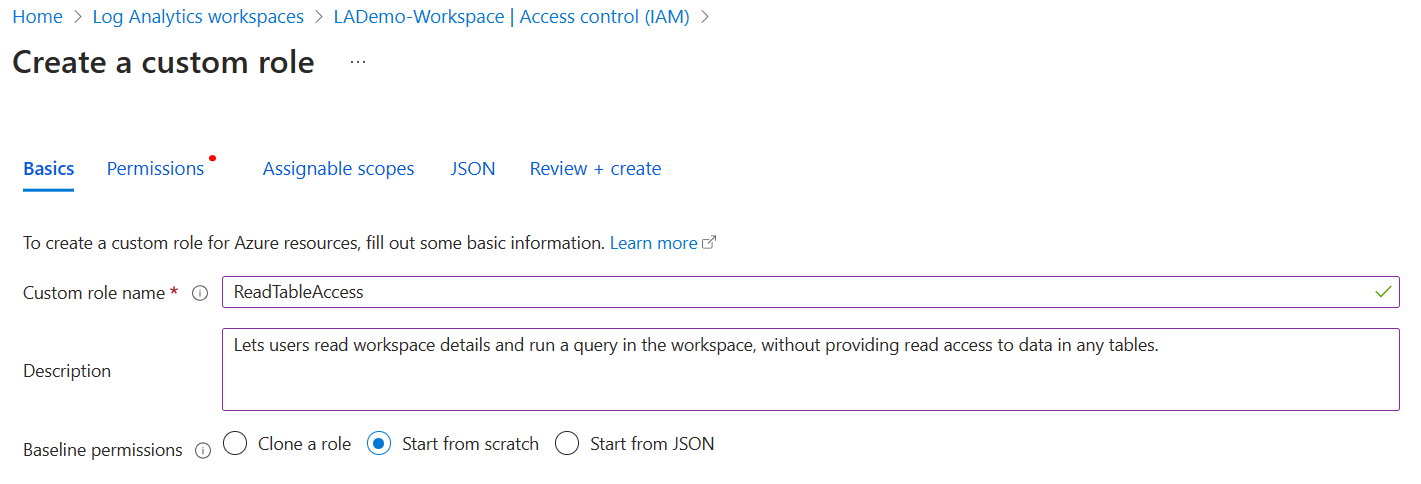 Home > Log Analytics workspaces > LADemo-Workspace | Access control (IAM) >
Create a custom role ...
Basics Permissions Assignable scopes JSON Review + create
To create a custom role for Azure resources, fill out some basic information. Learn more
Custom role name * ReadTableAccess
Description Lets users read workspace details and run a query in the workspace, without providing read access to data in any tables.
Baseline permissions Clone a role Start from scratch Start from JSON